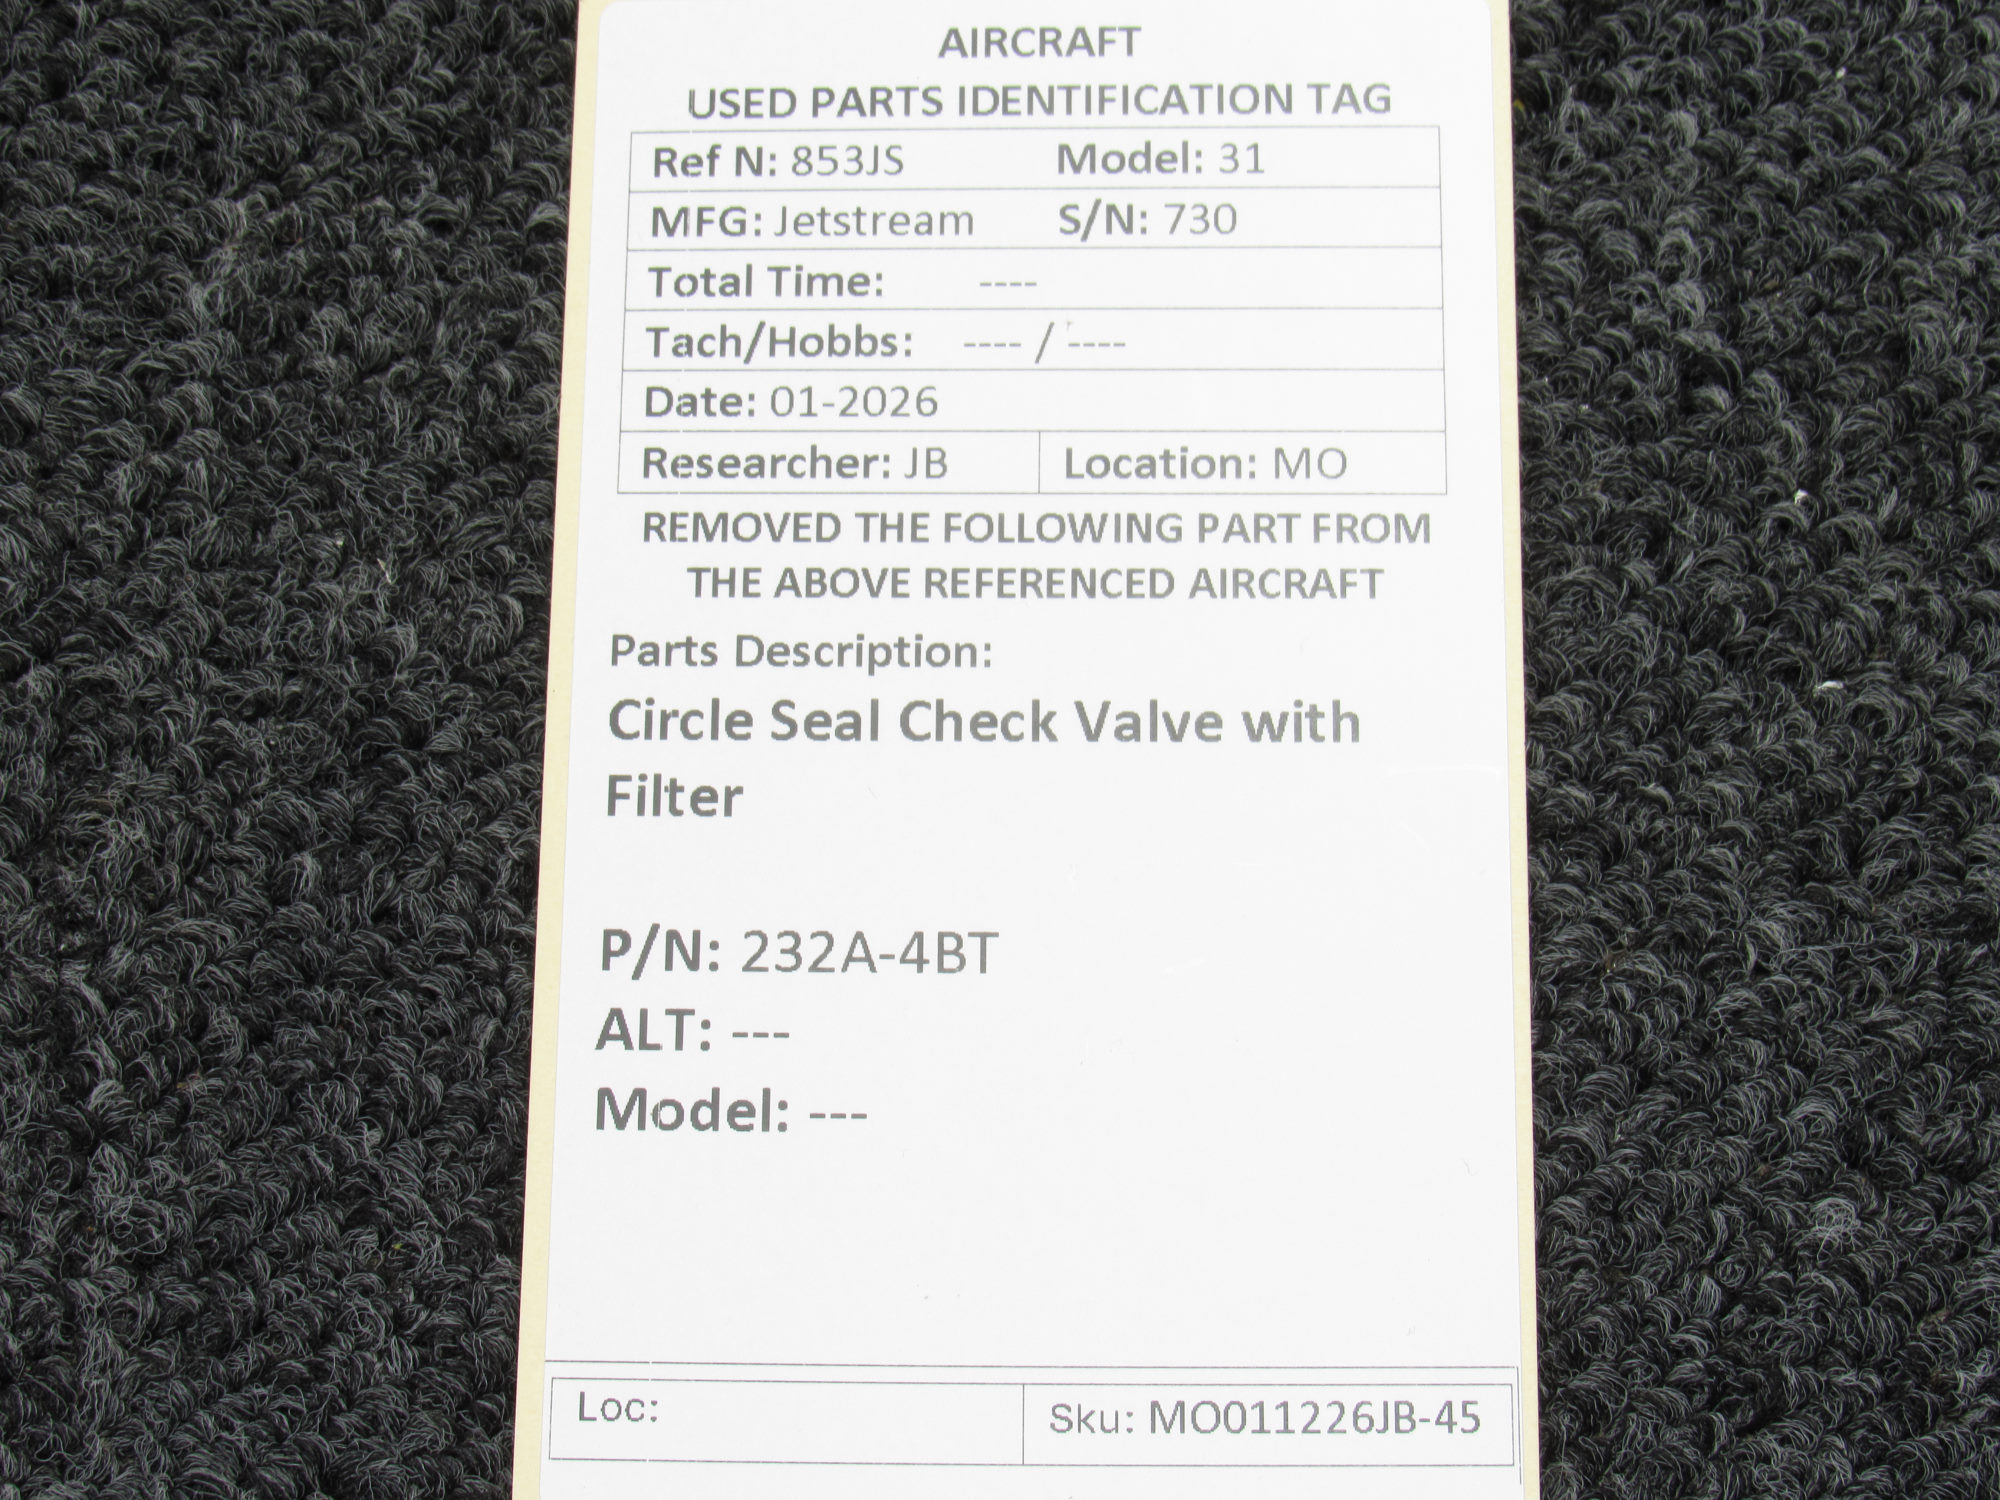 AIRCRAFT
USED PARTS IDENTIFICATION TAG
Ref N: 853JS Model: 31
MFG: Jetstream S/N: 730
Total Time: ----
Tach/Hobbs: ---- / ----
Date: 01-2026
Researcher: JB Location: MO
REMOVED THE FOLLOWING PART FROM
THE ABOVE REFERENCED AIRCRAFT
Parts Description:
Circle Seal Check Valve with
Filter
P/N: 232A-4BT
ALT: ---
Model: ---
Loc: Sku: MO011226JB-45